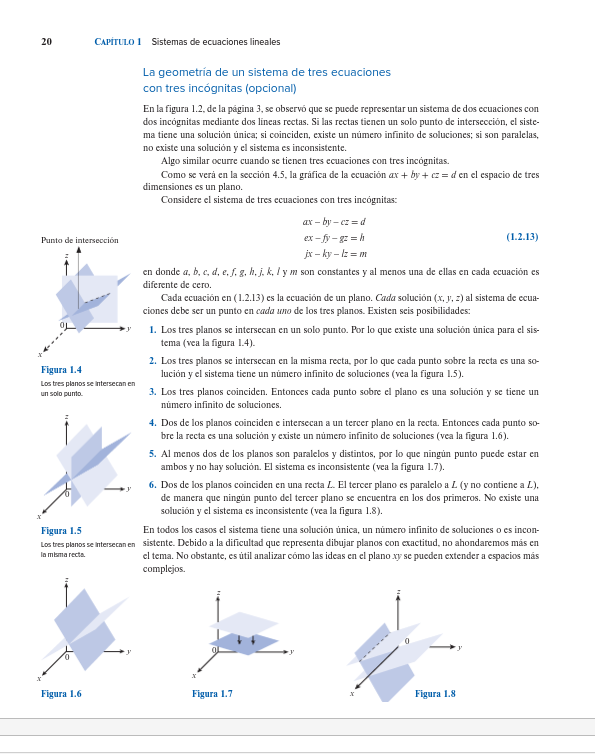 20 CAPÍTULO 1 Sistemas de ecuaciones lineales
La geometría de un sistema de tres ecuaciones
con tres incógnitas (opcional)
En la figura 1.2, de la página 3, se observó que se puede representar un sistema de dos ecuaciones con
dos incógnitas mediante dos líneas rectas. Si las rectas tienen un solo punto de intersección, el siste-
ma tiene una solución única; si coinciden, existe un número infinito de soluciones; si son paralelas,
no existe una solución y el sistema es inconsistente.
Algo similar ocurre cuando se tienen tres ecuaciones con tres incógnitas.
Como se verá en la sección 4.5, la gráfica de la ecuación ax + by + cz = d en el espacio de tres
dimensiones es un plano.
Considere el sistema de tres ecuaciones con tres incógnitas:
ax – by – cz = d
ex – fy – gz = h
jx – ky – lz = m
(1.2.13)
en donde a, b, c, d, e, f, g, h, j, k, l y m son constantes y al menos una de ellas en cada ecuación es
diferente de cero.
Cada ecuación en (1.2.13) es la ecuación de un plano. Cada solución (x, y, z) al sistema de ecua-
ciones debe ser un punto en cada uno de los tres planos. Existen seis posibilidades:
1. Los tres planos se intersecan en un solo punto. Por lo que existe una solución única para el sis-
tema (vea la figura 1.4).
2. Los tres planos se intersecan en la misma recta, por lo que cada punto sobre la recta es una so-
lución y el sistema tiene un número infinito de soluciones (vea la figura 1.5).
3. Los tres planos coinciden. Entonces cada punto sobre el plano es una solución y se tiene un
número infinito de soluciones.
4. Dos de los planos coinciden e intersecan a un tercer plano en la recta. Entonces cada punto so-
bre la recta es una solución y existe un número infinito de soluciones (vea la figura 1.6).
5. Al menos dos de los planos son paralelos y distintos, por lo que ningún punto puede estar en
ambos y no hay solución. El sistema es inconsistente (vea la figura 1.7).
6. Dos de los planos coinciden en una recta L. El tercer plano es paralelo a L (y no contiene a L),
de manera que ningún punto del tercer plano se encuentra en los dos primeros. No existe una
solución y el sistema es inconsistente (vea la figura 1.8).
En todos los casos el sistema tiene una solución única, un número infinito de soluciones o es incon-
sistente. Debido a la dificultad que representa dibujar planos con exactitud, no ahondaremos más en
el tema. No obstante, es útil analizar cómo las ideas en el plano xy se pueden extender a espacios más
complejos.
Punto de intersección
z
0
y
x
Figura 1.4
Los tres planos se intersecan en
un solo punto.
z
0
y
x
Figura 1.5
Los tres planos se intersecan en
la misma recta.
z
0
y
x
Figura 1.6
z
0
y
x
Figura 1.7
z
0
y
x
Figura 1.8